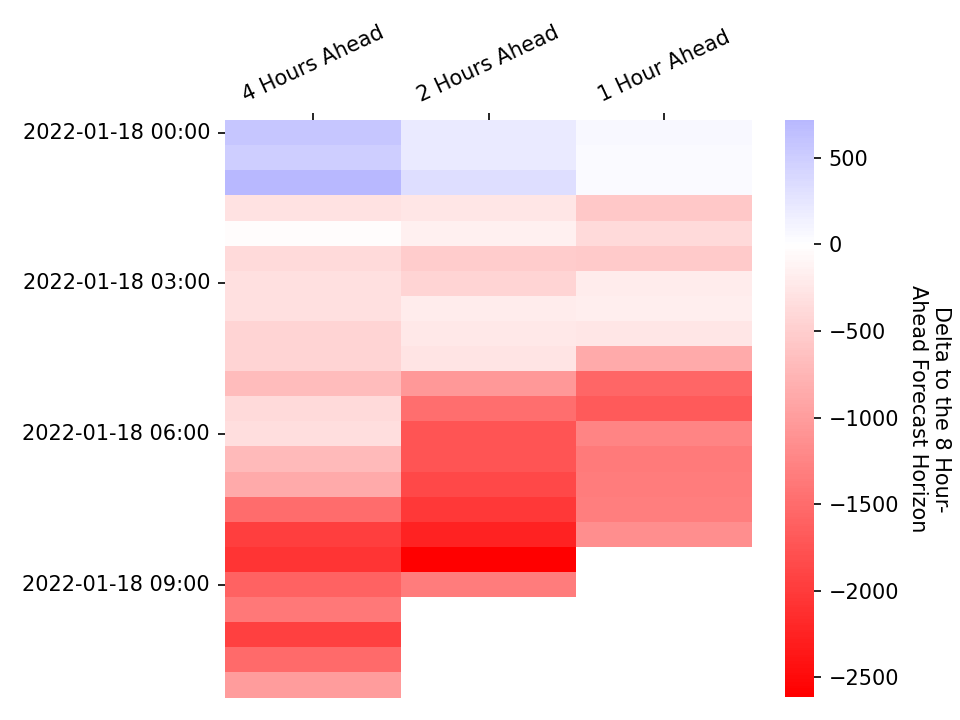 4 Hours Ahead
2 Hours Ahead
1 Hour Ahead
2022-01-18 00:00
2022-01-18 03:00
2022-01-18 06:00
2022-01-18 09:00
500
0
−500
−1000
−1500
−2000
−2500
Delta to the 8 Hour-
Ahead Forecast Horizon